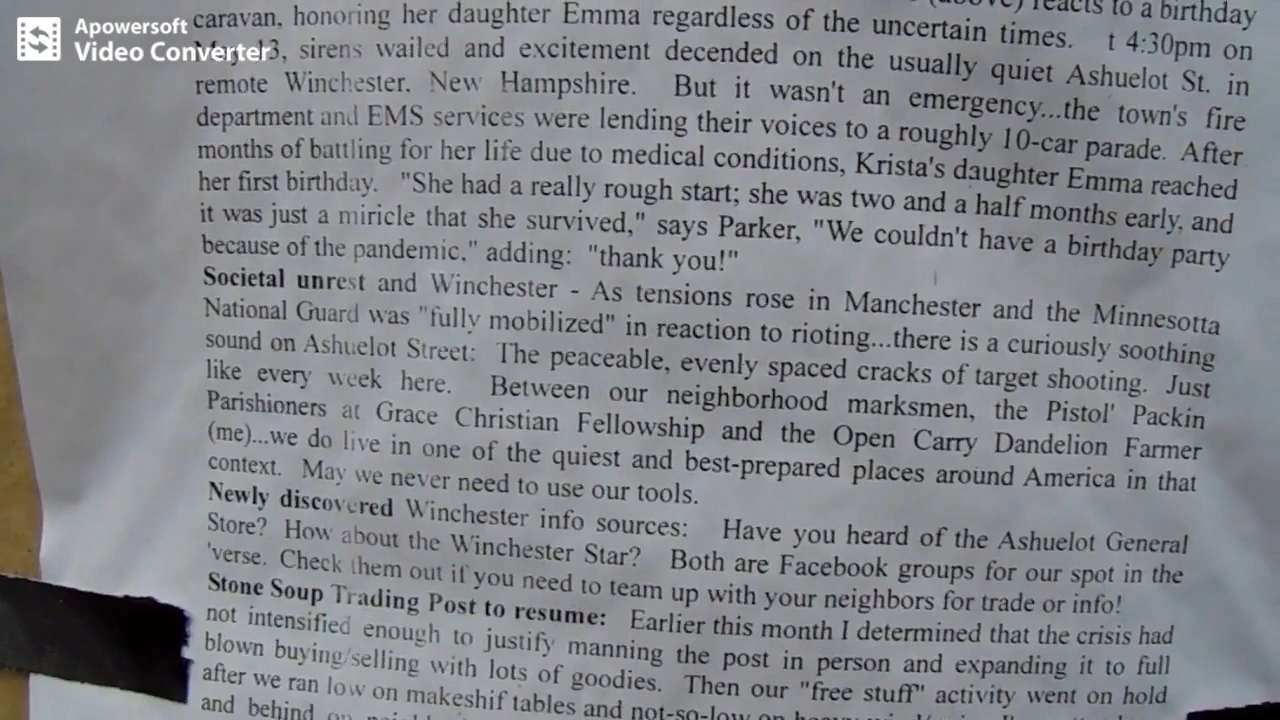 Apowersoft
Video Converter
reacts to a birthday
caravan, honoring her daughter Emma regardless of the uncertain times. t 4:30pm on
13, sirens wailed and excitement decended on the usually quiet Ashuelot St. in
remote Winchester, New Hampshire. But it wasn't an emergency...the town's fire
department and EMS services were lending their voices to a roughly 10-car parade. After
months of battling for her life due to medical conditions, Krista's daughter Emma reached
her first birthday. "She had a really rough start; she was two and a half months early, and
it was just a miricle that she survived," says Parker, "We couldn't have a birthday party
because of the pandemic." adding: "thank you!"
Societal unrest and Winchester - As tensions rose in Manchester and the Minnesotta
National Guard was "fully mobilized" in reaction to rioting...there is a curiously soothing
sound on Ashuelot Street: The peaceable, evenly spaced cracks of target shooting. Just
like every week here. Between our neighborhood marksmen, the Pistol' Packin
Parishioners at Grace Christian Fellowship and the Open Carry Dandelion Farmer
(me)...we do live in one of the quiest and best-prepared places around America in that
context. May we never need to use our tools.
Newly discovered Winchester info sources: Have you heard of the Ashuelot General
Store? How about the Winchester Star? Both are Facebook groups for our spot in the
'verse. Check them out if you need to team up with your neighbors for trade or info!
Stone Soup Trading Post to resume: Earlier this month I determined that the crisis had
not intensified enough to justify manning the post in person and expanding it to full
blown buying/selling with lots of goodies. Then our "free stuff" activity went on hold
after we ran low on makeshif tables and not-so-low on
and behind on